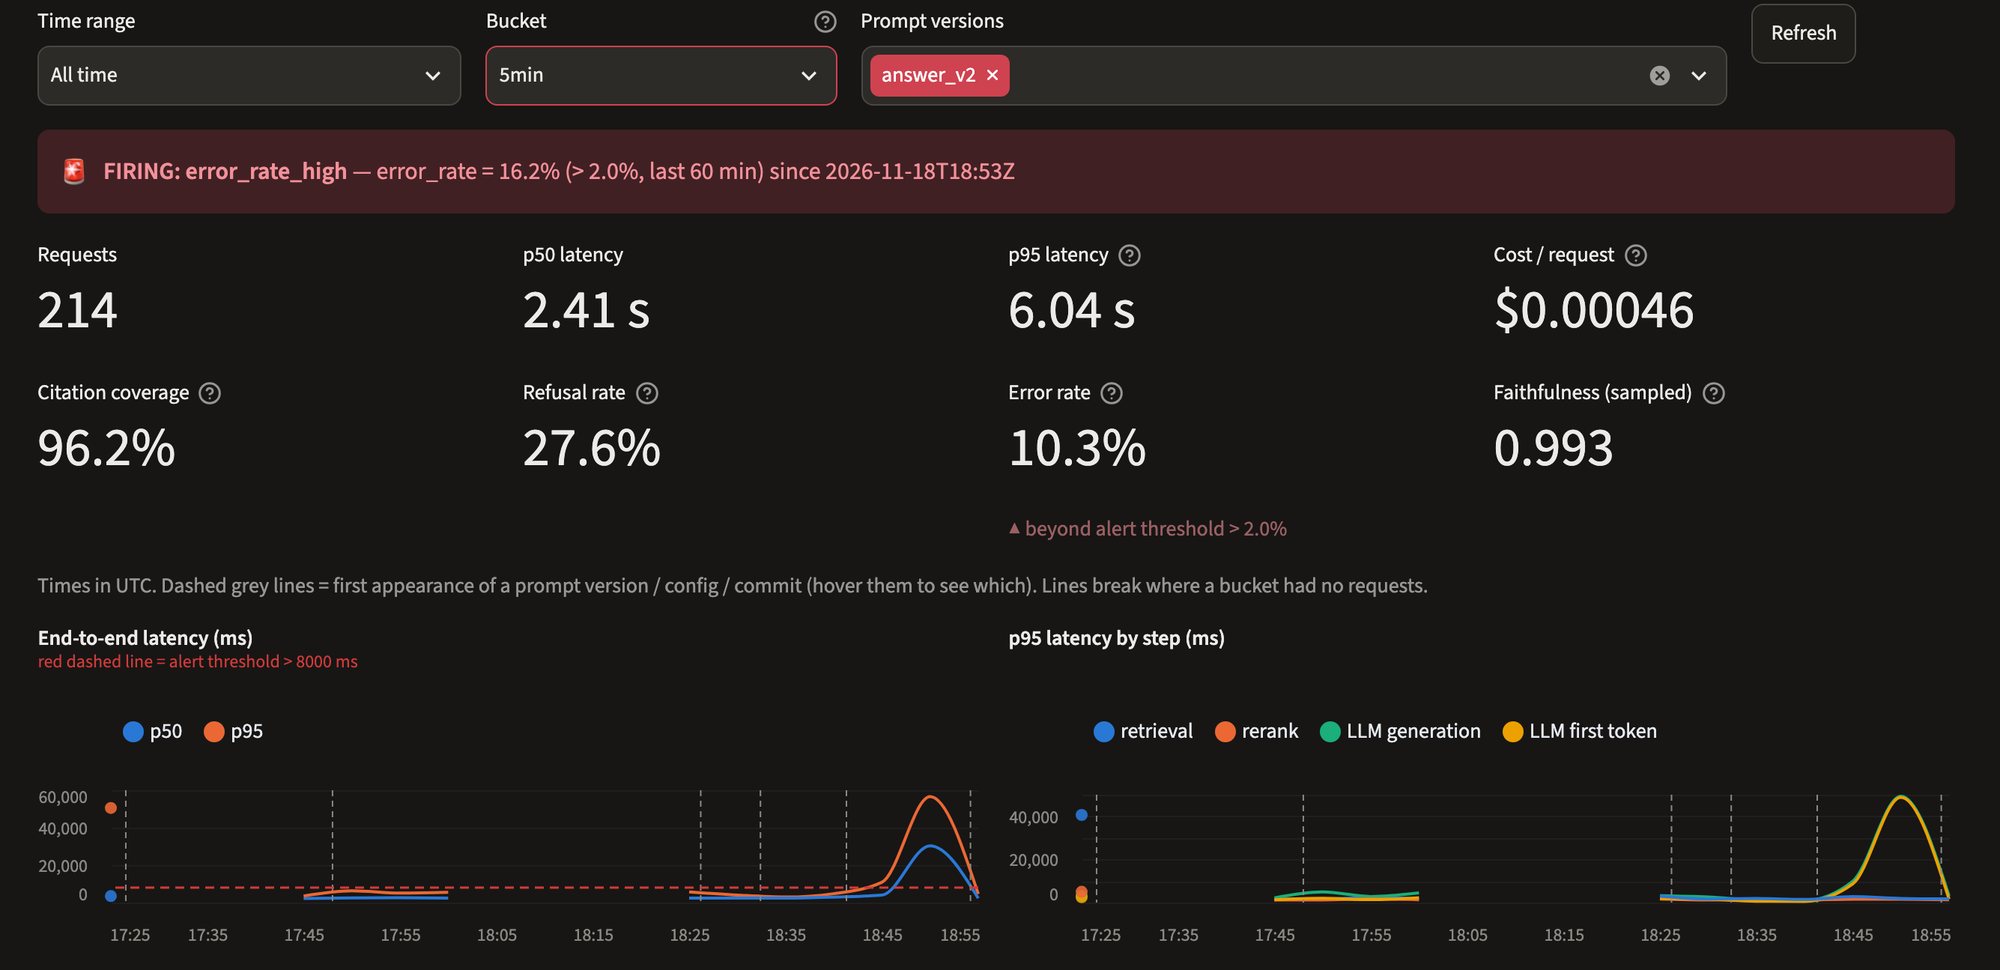 Time range
Bucket
Prompt versions
Refresh
All time
5min
answer_v2
FIRING: error_rate_high — error_rate = 16.2% (> 2.0%, last 60 min) since 2026-11-18T18:53Z
Requests
p50 latency
p95 latency
Cost / request
214
2.41 s
6.04 s
$0.00046
Citation coverage
Refusal rate
Error rate
Faithfulness (sampled)
96.2%
27.6%
10.3%
0.993
▲ beyond alert threshold > 2.0%
Times in UTC. Dashed grey lines = first appearance of a prompt version / config / commit (hover them to see which). Lines break where a bucket had no requests.
End-to-end latency (ms)
red dashed line = alert threshold > 8000 ms
p50 p95
60,000
40,000
20,000
0
17:25 17:35 17:45 17:55 18:05 18:15 18:25 18:35 18:45 18:55
p95 latency by step (ms)
retrieval rerank LLM generation LLM first token
40,000
20,000
0
17:25 17:35 17:45 17:55 18:05 18:15 18:25 18:35 18:45 18:55